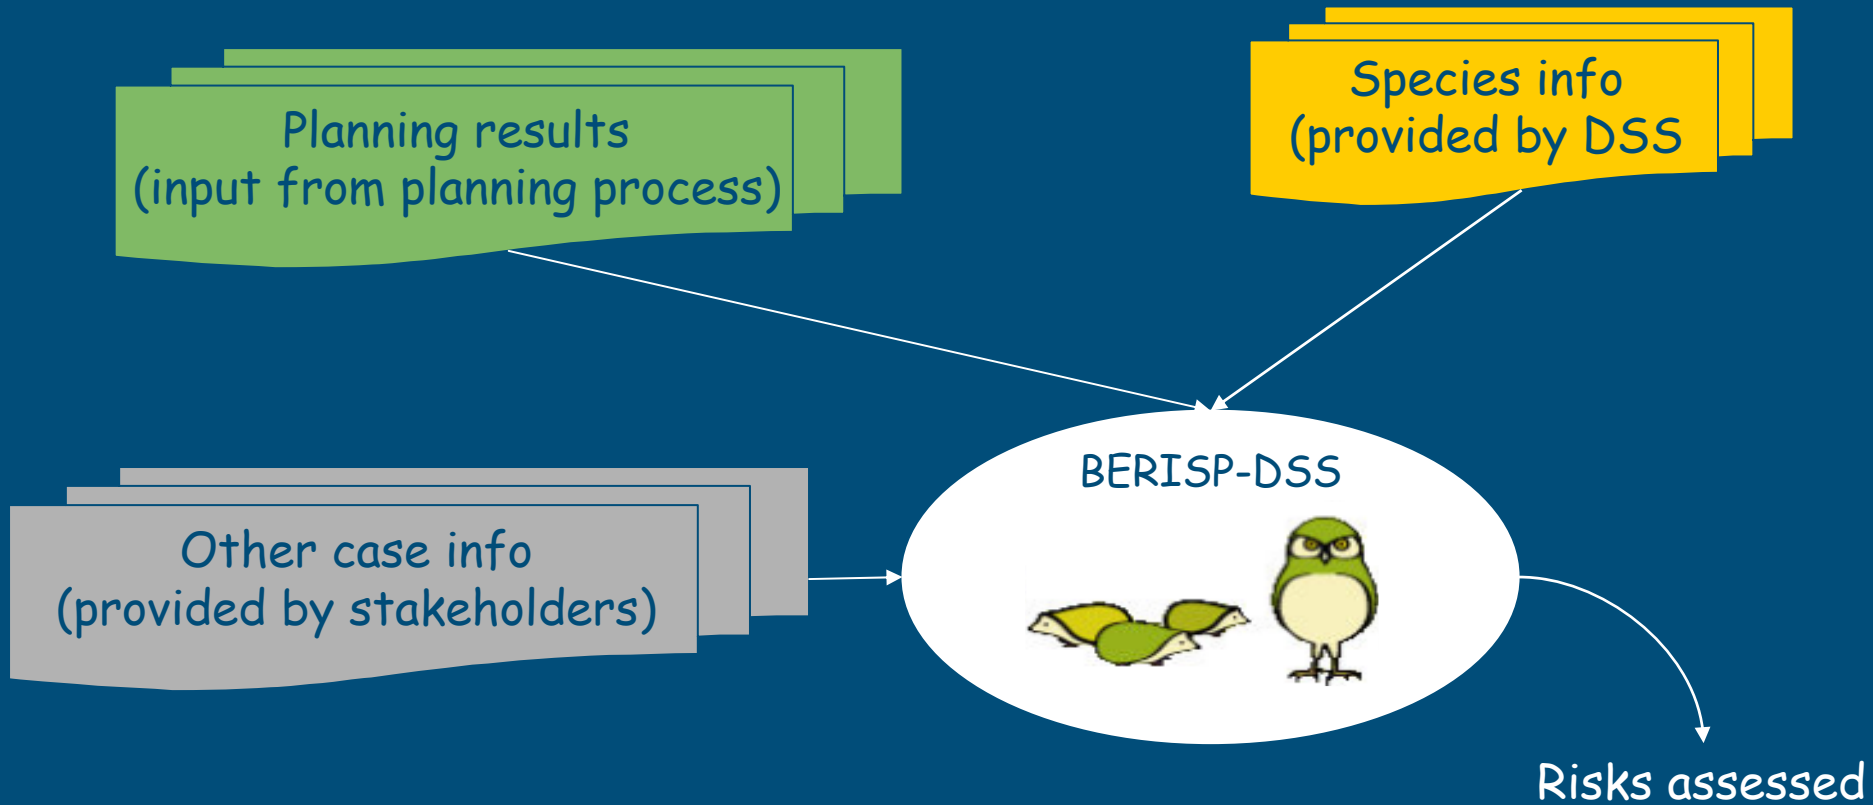 Planning results
(input from planning process)
Species info
(provided by DSS
Other case info
(provided by stakeholders)
BERISP-DSS
Risks assessed